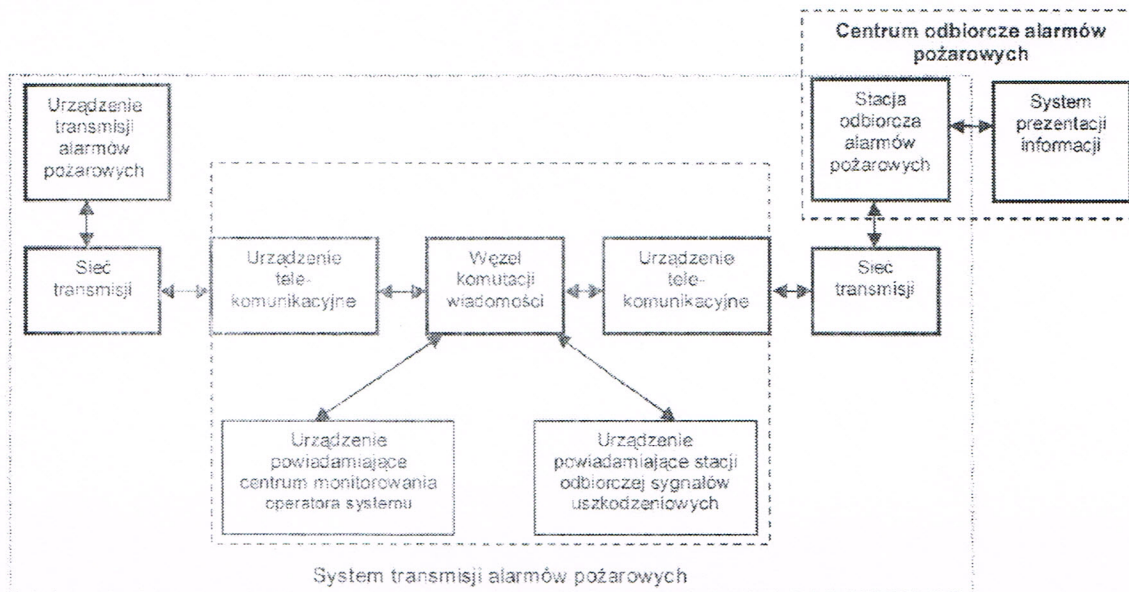 Centrum odbiorcze alarmów
pożarowych
Urządzenie
transmisji
alarmów
pożarowych
Stacja
odbiorcza
alarmów
pożarowych
System
prezentacji
informacji
Sieć
transmisji
Urządzenie
tele-
komunikacyjne
Węzeł
komutacji
wiadomości
Urządzenie
tele-
komunikacyjne
Sieć
transmisji
Urządzenie
powiadamiające
centrum monitorowania
operatora systemu
Urządzenie
powiadamiające stacji
odbiorczej sygnałów
uszkodzeniowych
System transmisji alarmów pożarowych